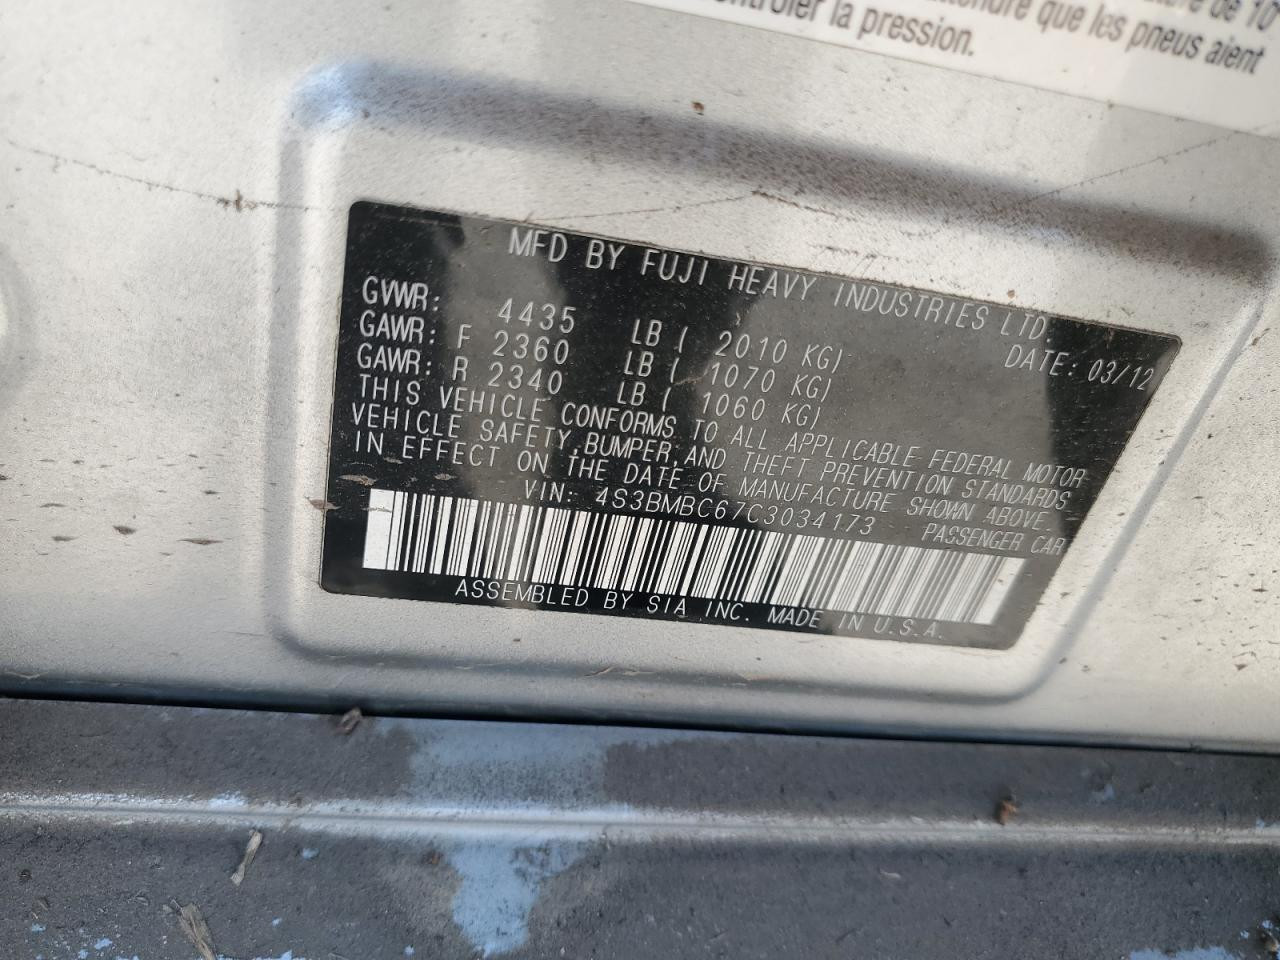 de 10°
attendre que les pneus aient
contrôler la pression.
MFD BY FUJI HEAVY INDUSTRIES LTD.
GVWR: 4435 LB ( 2010 KG) DATE: 03/12
GAWR: F 2360 LB ( 1070 KG)
GAWR: R 2340 LB ( 1060 KG)
THIS VEHICLE CONFORMS TO ALL APPLICABLE FEDERAL MOTOR
VEHICLE SAFETY,BUMPER,AND THEFT PREVENTION STANDARDS
IN EFFECT ON THE DATE OF MANUFACTURE SHOWN ABOVE.
VIN: 4S3BMBC67C3034173 PASSENGER CAR
ASSEMBLED BY SIA INC. MADE IN U.S.A.